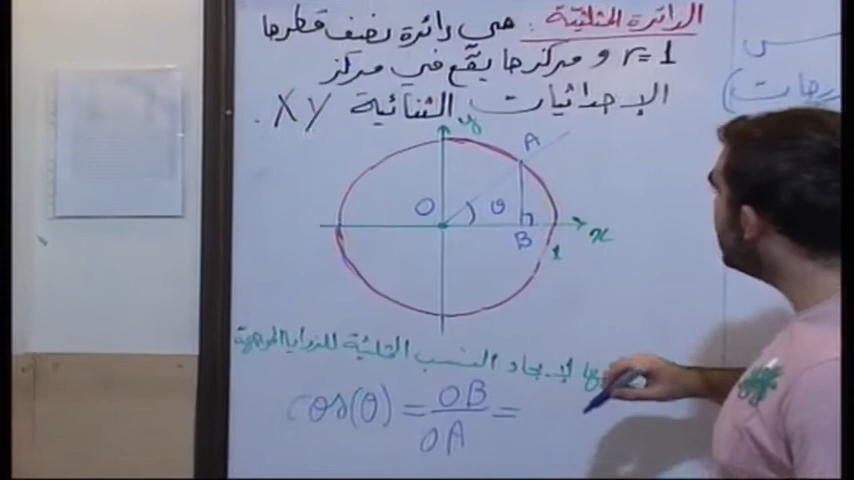 الدائرة المثلثية : هي دائرة نصف قطرها
r=1 و مركزها يقع في مركز
الإحداثيات الثنائية XY.
y
A
O θ
B
x
1
لإيجاد النسب المثلثية للزوايا الموجهة
cos(θ) = OB/OA =